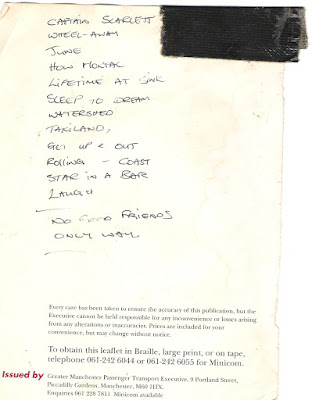 CAPTAIN SCARLETT
WHEEL-AWAY
JUNE
HOW
LIFETIME AT SINK
SLEEP TO DREAM
WATERSHED
TAKILAND,
GET UP & OUT
ROLLING - COAST
STAR IN A BAR
LAUGH
NO GOOD FRIENDS
ONLY WAY
Every care has been taken to ensure the accuracy of this publication, but the
Executive cannot be held responsible for any inconvenience or losses arising
from any alterations or inaccuracies. Prices are included for your
convenience, but may change without notice.
To obtain this leaflet in Braille, large print, or on tape,
telephone 061-242 6044 or 061-242 6055 for Minicom.
Issued by Greater Manchester Passenger Transport Executive, 9 Portland Street,
Piccadilly Gardens, Manchester, M60 1HX.
Enquiries 061 228 7811 Minicom available